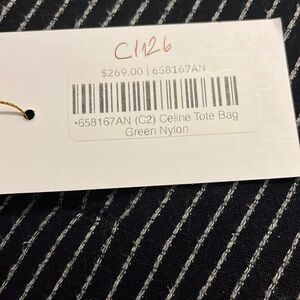 C1126
$269.00 | 658167AN
•658167AN (C2) Celine Tote Bag
Green Nylon